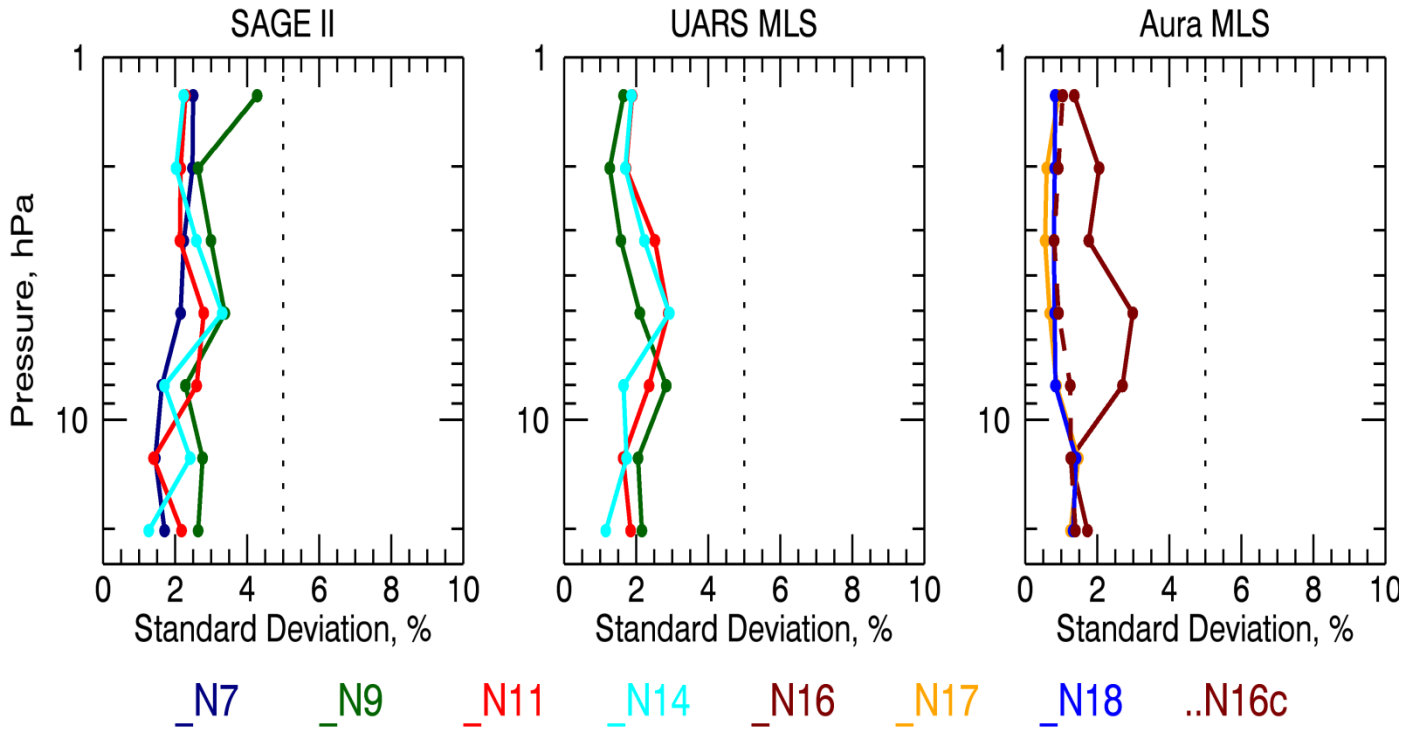 SAGE II UARS MLS Aura MLS
1 1 1
Pressure, hPa
10 10 10
0 2 4 6 8 10 0 2 4 6 8 10 0 2 4 6 8 10
Standard Deviation, % Standard Deviation, % Standard Deviation, %
_N7 _N9 _N11 _N14 _N16 _N17 _N18 ..N16c